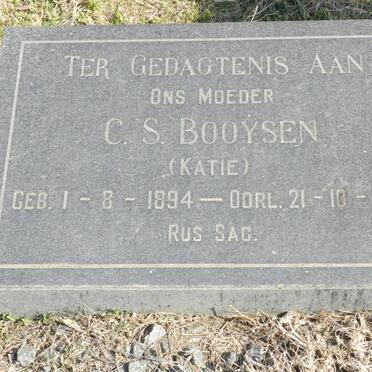 TER GEDAGTENIS AAN
ONS MOEDER
C. S. BOOYSEN
(KATIE)
GEB. 1 - 8 - 1894 — OORL. 21 - 10 -
RUS SAG.